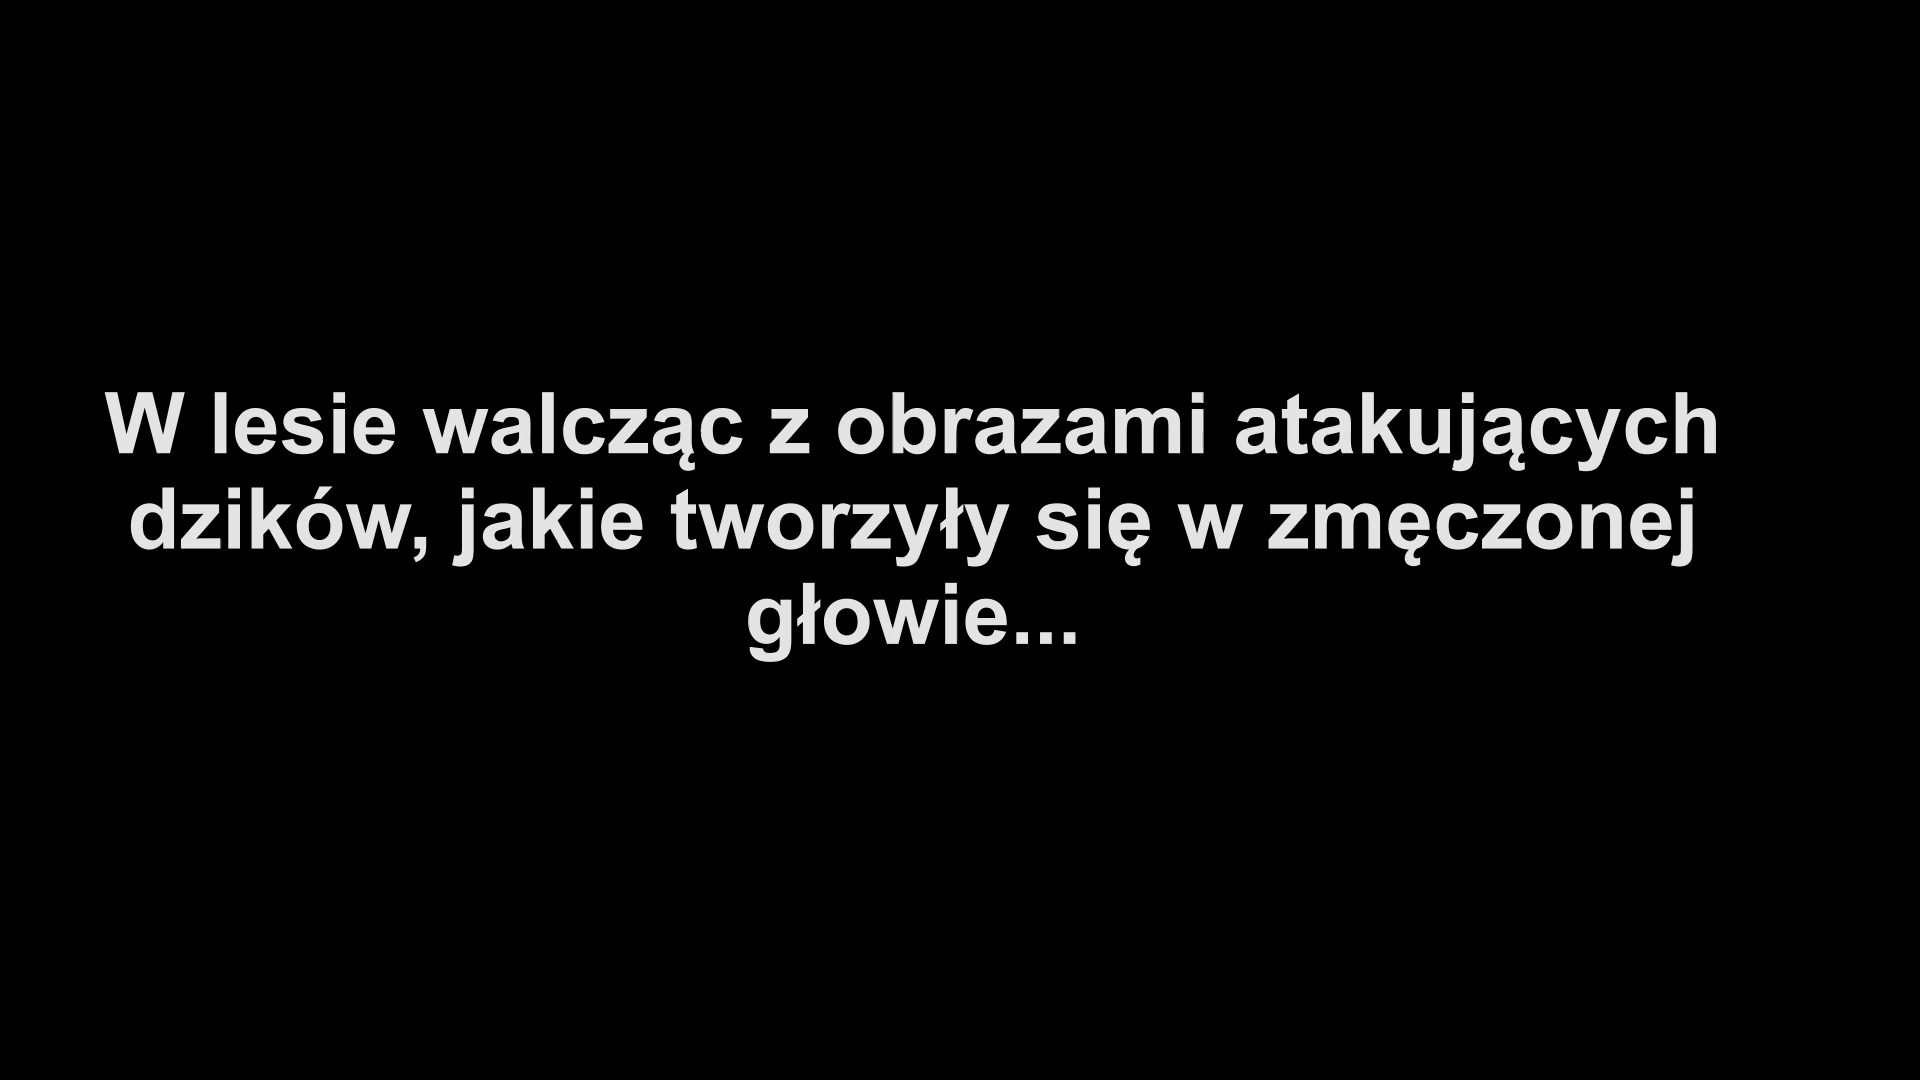 W lesie walcząc z obrazami atakujących
dzików, jakie tworzyły się w zmęczonej
głowie...